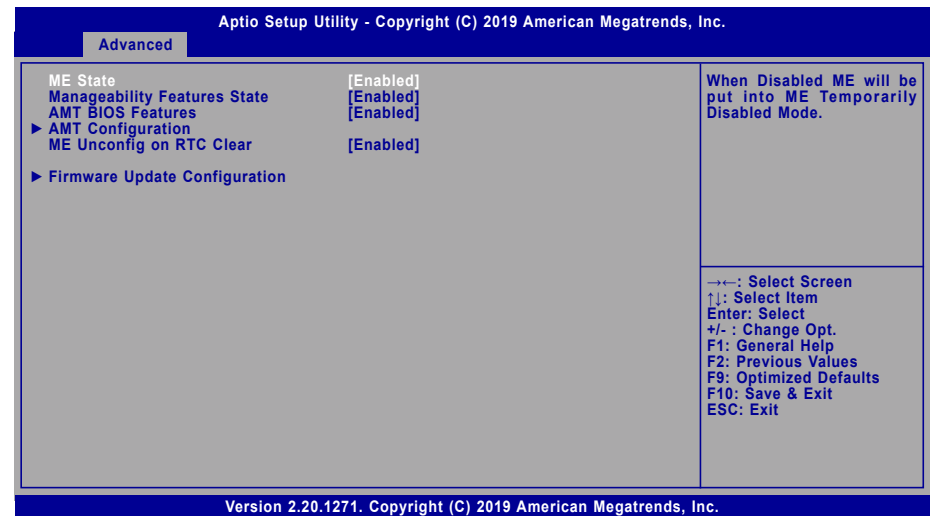 Aptio Setup Utility - Copyright (C) 2019 American Megatrends, Inc.
Advanced
ME State [Enabled]
Manageability Features State [Enabled]
AMT BIOS Features [Enabled]
► AMT Configuration
ME Unconfig on RTC Clear [Enabled]
► Firmware Update Configuration
When Disabled ME will be
put into ME Temporarily
Disabled Mode.
→←: Select Screen
↑↓: Select Item
Enter: Select
+/- : Change Opt.
F1: General Help
F2: Previous Values
F9: Optimized Defaults
F10: Save & Exit
ESC: Exit
Version 2.20.1271. Copyright (C) 2019 American Megatrends, Inc.